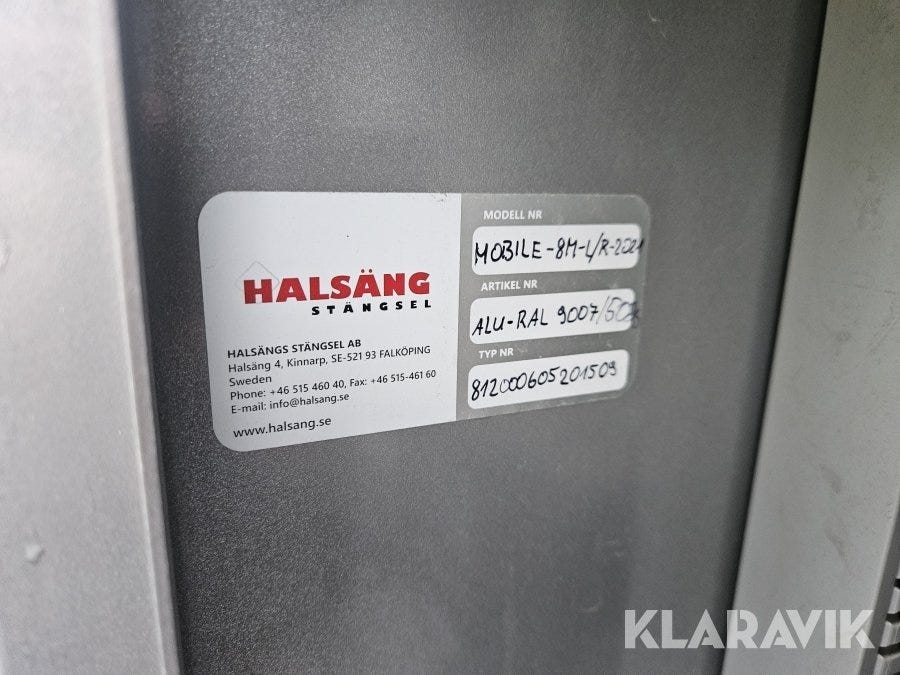 HALSÄNG
STÄNGSEL
HALSÄNGS STÄNGSEL AB
Halsäng 4, Kinnarp, SE-521 93 FALKÖPING
Sweden
Phone: +46 515 460 40, Fax: +46 515-461 60
E-mail: info@halsang.se
www.halsang.se
MODELL NR
MOBILE-8M-L/R-2021
ARTIKEL NR
ALU-RAL 9007/
TYP NR
812000605201509
KLARAVIK